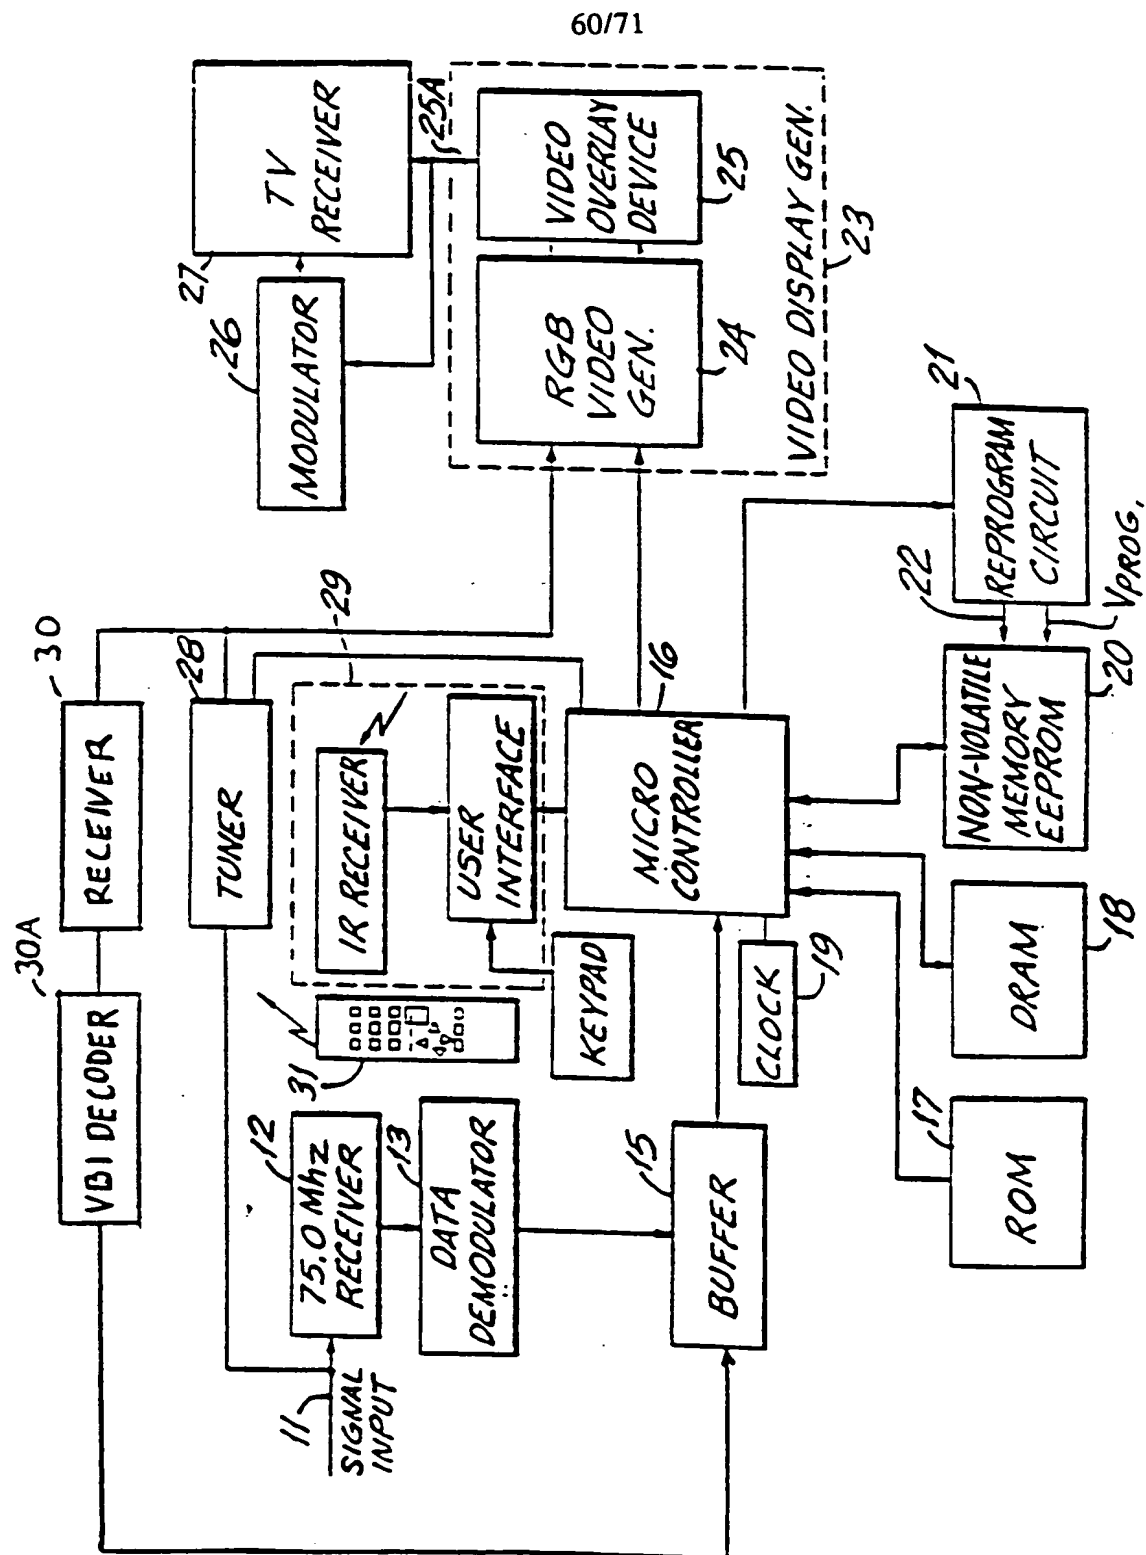 60/71
30A
VBI DECODER
30
RECEIVER
28
TUNER
11
SIGNAL
INPUT
12
75.0 Mhz
RECEIVER
13
DATA
DEMODULATOR
31
IR RECEIVER
29
USER
INTERFACE
KEYPAD
15
BUFFER
CLOCK
19
MICRO
CONTROLLER
16
17
ROM
DRAM
18
NON-VOLATILE
MEMORY
EEPROM
20
22
VPROG.
21
REPROGRAM
CIRCUIT
26
MODULATOR
27
TV
RECEIVER
25A
RGB
VIDEO
GEN.
24
VIDEO
OVERLAY
DEVICE
25
VIDEO DISPLAY GEN.
23